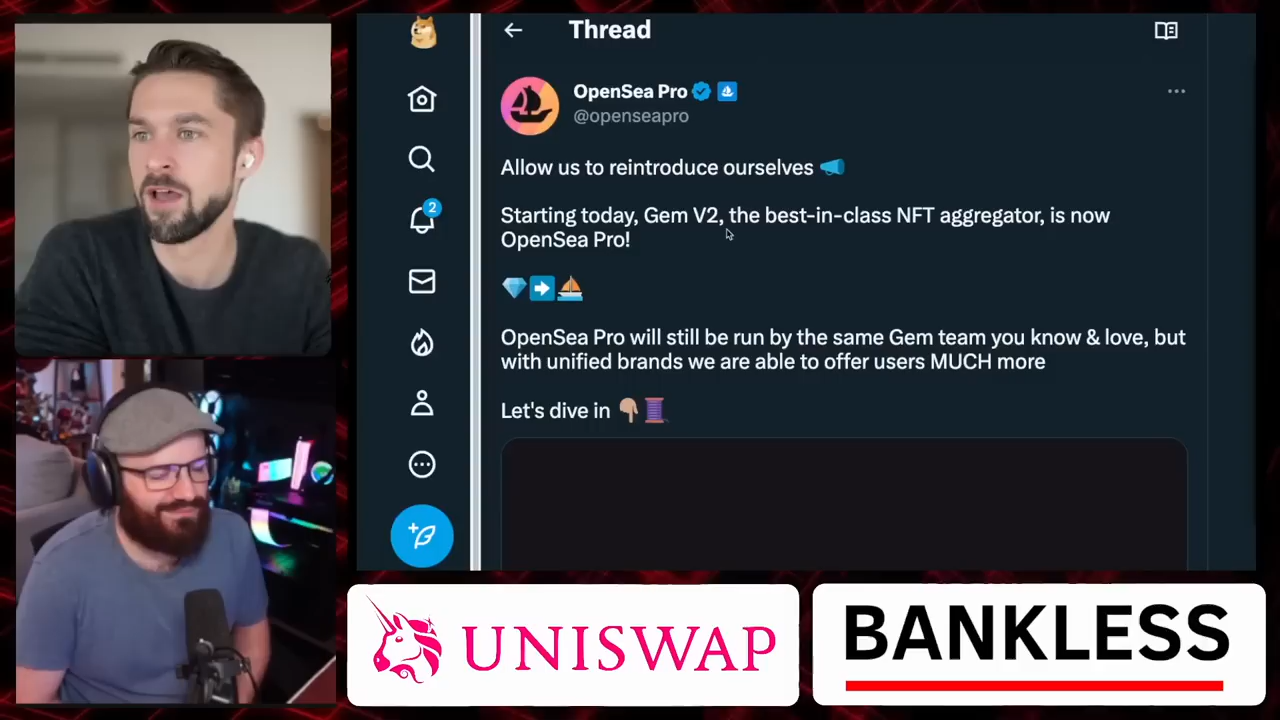 Thread
OpenSea Pro
@openseapro
Allow us to reintroduce ourselves
2
Starting today, Gem V2, the best-in-class NFT aggregator, is now
OpenSea Pro!
OpenSea Pro will still be run by the same Gem team you know & love, but
with unified brands we are able to offer users MUCH more
Let's dive in
UNISWAP
BANKLESS